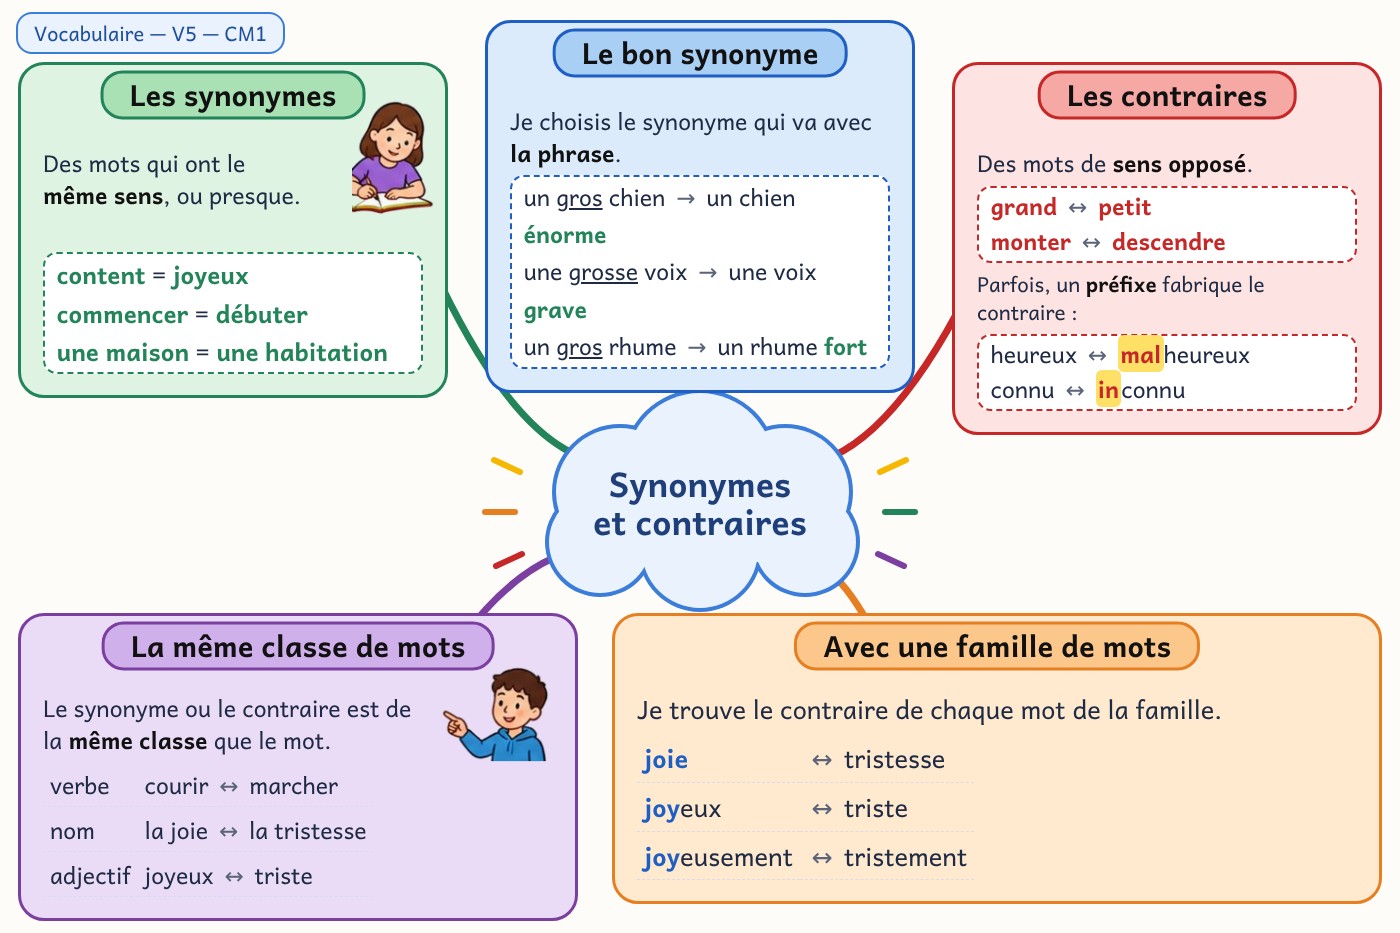 Vocabulaire — V5 — CM1
Les synonymes
Des mots qui ont le
même sens, ou presque.
content = joyeux
commencer = débuter
une maison = une habitation
Le bon synonyme
Je choisis le synonyme qui va avec
la phrase.
un gros chien → un chien
énorme
une grosse voix → une voix
grave
un gros rhume → un rhume fort
Les contraires
Des mots de sens opposé.
grand ↔ petit
monter ↔ descendre
Parfois, un préfixe fabrique le
contraire :
heureux ↔ malheureux
connu ↔ inconnu
Synonymes
et contraires
La même classe de mots
Le synonyme ou le contraire est de
la même classe que le mot.
verbe courir ↔ marcher
nom la joie ↔ la tristesse
adjectif joyeux ↔ triste
Avec une famille de mots
Je trouve le contraire de chaque mot de la famille.
joie ↔ tristesse
joyeux ↔ triste
joyeusement ↔ tristement